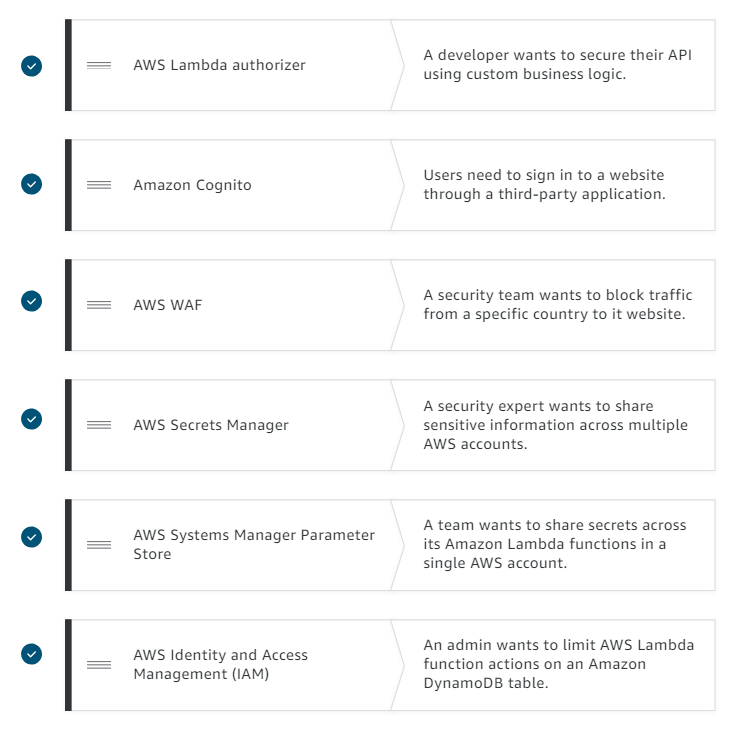 AWS Lambda authorizer
A developer wants to secure their API
using custom business logic.
Amazon Cognito
Users need to sign in to a website
through a third-party application.
AWS WAF
A security team wants to block traffic
from a specific country to it website.
AWS Secrets Manager
A security expert wants to share
sensitive information across multiple
AWS accounts.
AWS Systems Manager Parameter
Store
A team wants to share secrets across
its Amazon Lambda functions in a
single AWS account.
AWS Identity and Access
Management (IAM)
An admin wants to limit AWS Lambda
function actions on an Amazon
DynamoDB table.